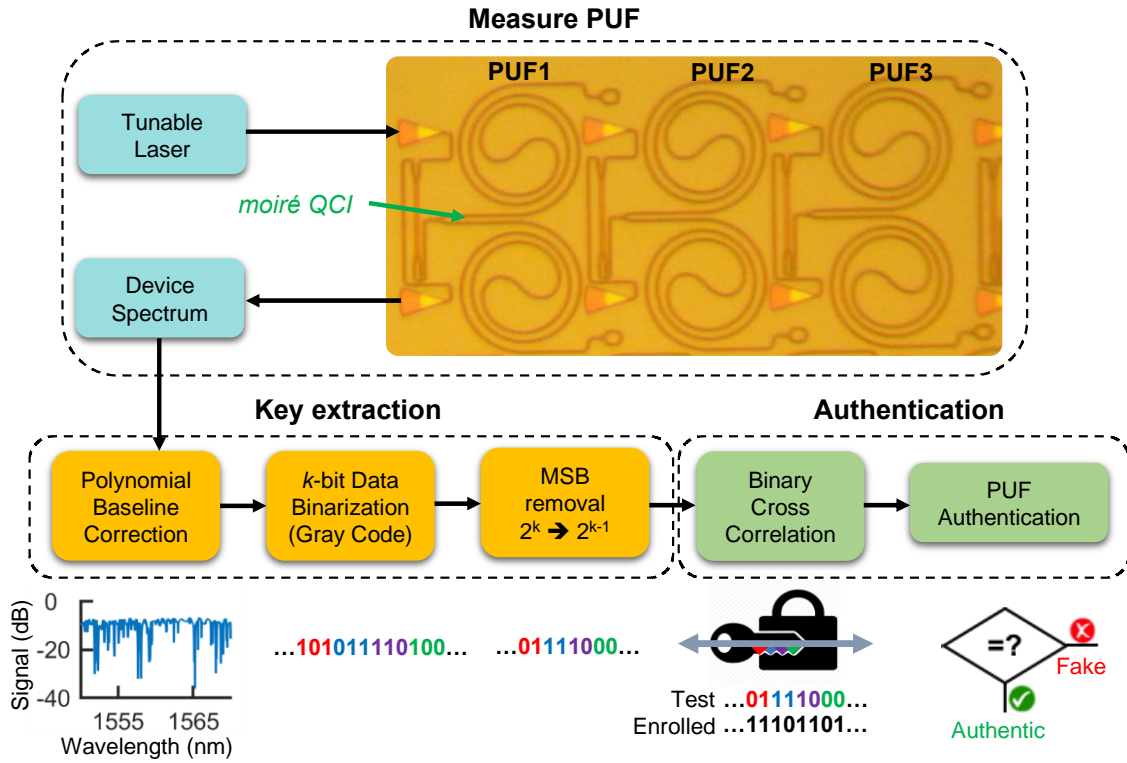 Measure PUF
PUF1 PUF2 PUF3
Tunable
Laser
moiré QCI
Device
Spectrum
Key extraction
Authentication
Polynomial
Baseline
Correction
k-bit Data
Binarization
(Gray Code)
MSB
removal
2ᵏ ➔ 2ᵏ⁻¹
Binary
Cross
Correlation
PUF
Authentication
Signal (dB)
0
-20
-40
1555 1565
Wavelength (nm)
...101011110100...
...01111000...
Test ...01111000...
Enrolled ...11101101...
=?
Fake
Authentic